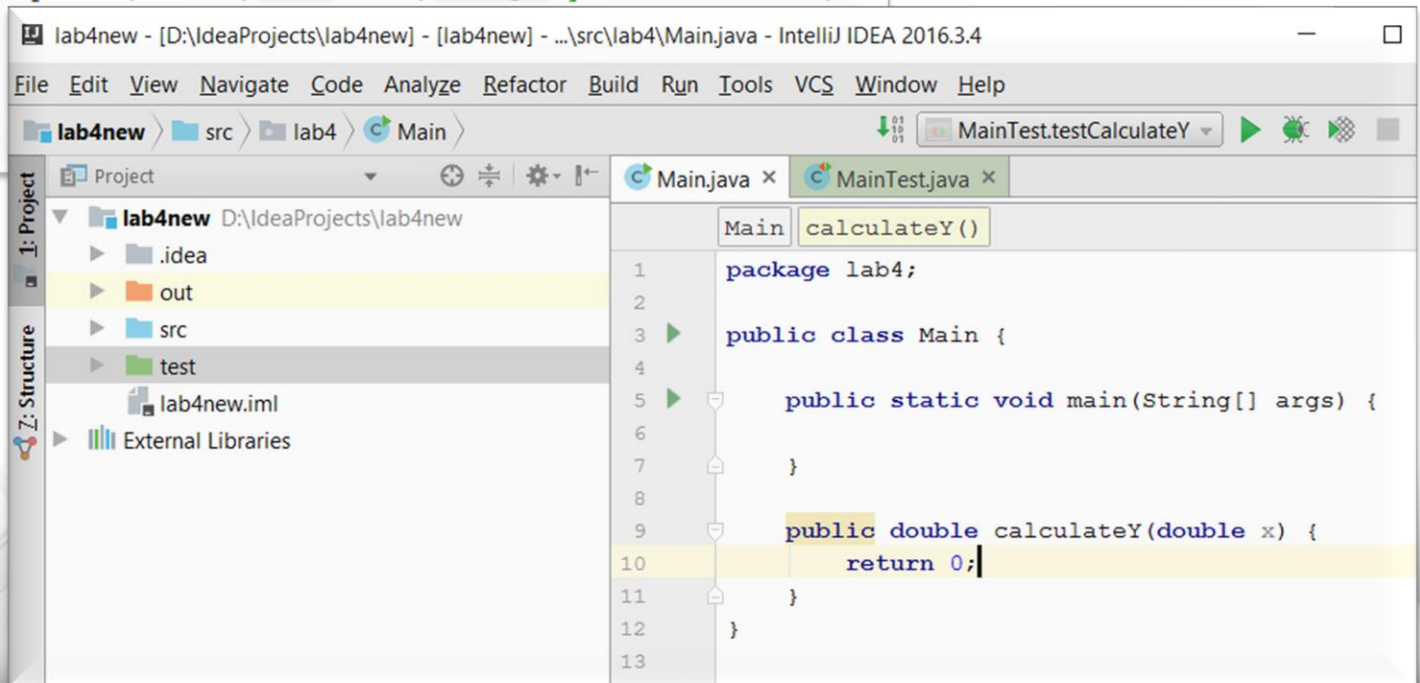 lab4new - [D:\IdeaProjects\lab4new] - [lab4new] - ...\src\lab4\Main.java - IntelliJ IDEA 2016.3.4
File Edit View Navigate Code Analyze Refactor Build Run Tools VCS Window Help
lab4new src lab4 Main MainTest.testCalculateY
1: Project
Project
Main.java × MainTest.java ×
lab4new D:\IdeaProjects\lab4new
Main calculateY()
.idea
out
src
test
lab4new.iml
External Libraries
7: Structure
1 package lab4;
2
3 public class Main {
4
5 public static void main(String[] args) {
6
7 }
8
9 public double calculateY(double x) {
10 return 0;
11 }
12 }
13